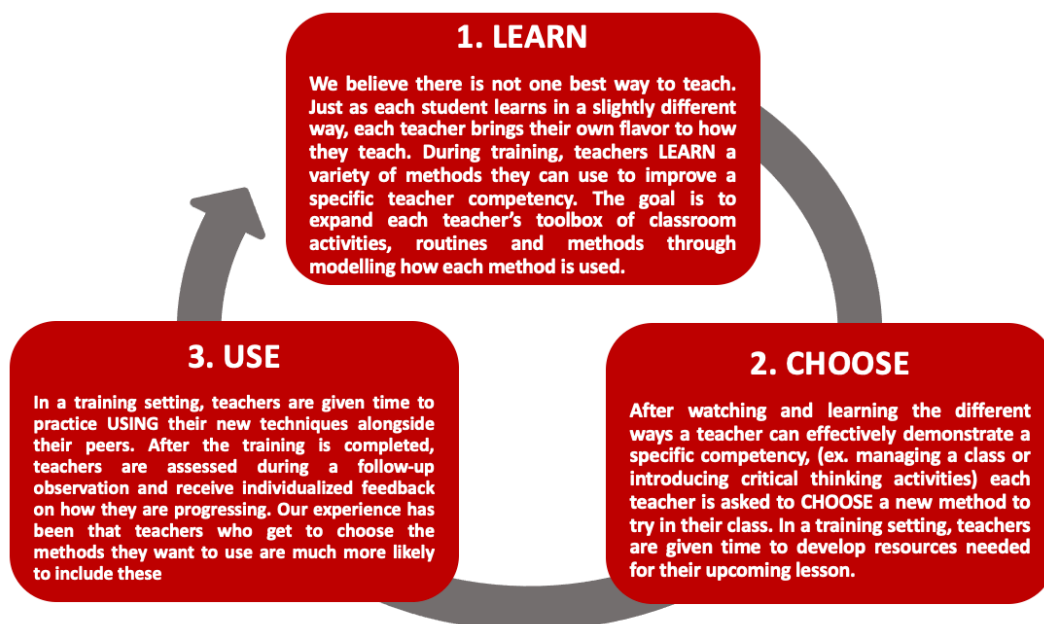 1. LEARN
We believe there is not one best way to teach.
Just as each student learns in a slightly different
way, each teacher brings their own flavor to how
they teach. During training, teachers LEARN a
variety of methods they can use to improve a
specific teacher competency. The goal is to
expand each teacher’s toolbox of classroom
activities, routines and methods through
modelling how each method is used.
2. CHOOSE
After watching and learning the different
ways a teacher can effectively demonstrate a
specific competency, (ex. managing a class or
introducing critical thinking activities) each
teacher is asked to CHOOSE a new method to
try in their class. In a training setting, teachers
are given time to develop resources needed
for their upcoming lesson.
3. USE
In a training setting, teachers are given time to
practice USING their new techniques alongside
their peers. After the training is completed,
teachers are assessed during a follow-up
observation and receive individualized feedback
on how they are progressing. Our experience has
been that teachers who get to choose the
methods they want to use are much more likely
to include these